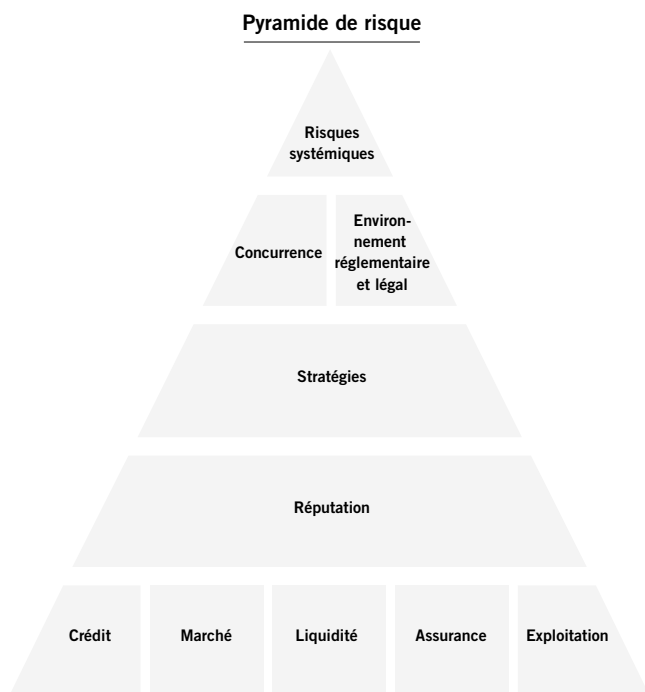 Pyramide de risque
Risques
systémiques
Concurrence
Environ-
nement
réglementaire
et légal
Stratégies
Réputation
Crédit
Marché
Liquidité
Assurance
Exploitation